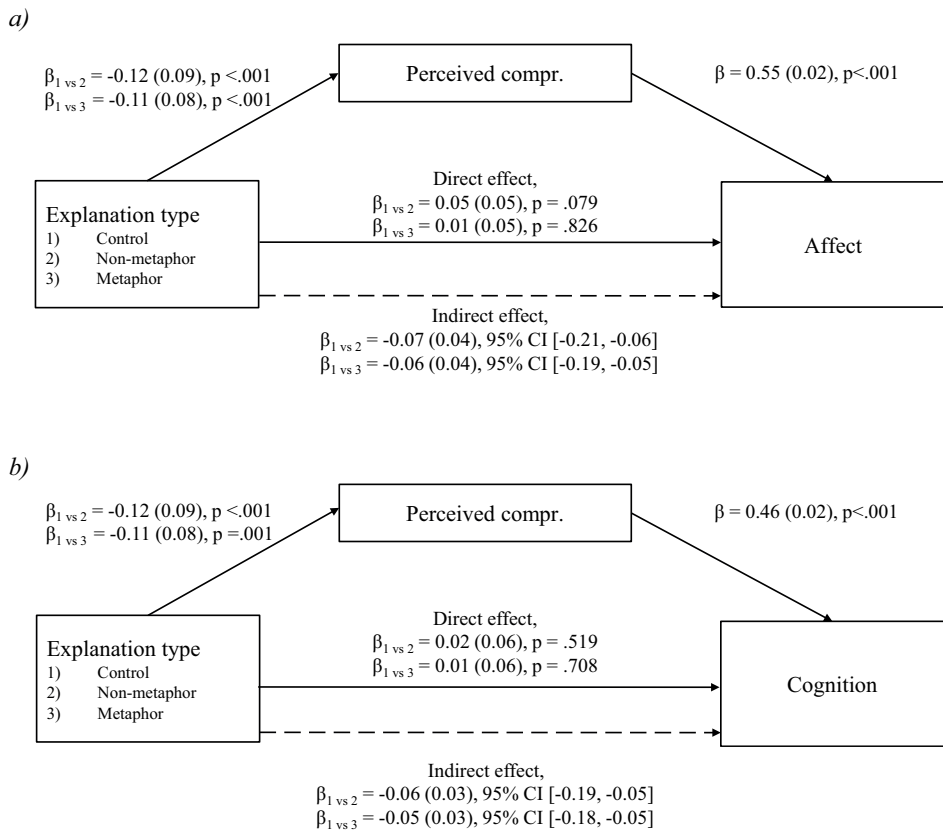 a)
β1 vs 2 = -0.12 (0.09), p <.001
β1 vs 3 = -0.11 (0.08), p <.001
Perceived compr.
β = 0.55 (0.02), p<.001
Explanation type
1) Control
2) Non-metaphor
3) Metaphor
Direct effect,
β1 vs 2 = 0.05 (0.05), p = .079
β1 vs 3 = 0.01 (0.05), p = .826
Affect
Indirect effect,
β1 vs 2 = -0.07 (0.04), 95% CI [-0.21, -0.06]
β1 vs 3 = -0.06 (0.04), 95% CI [-0.19, -0.05]
b)
β1 vs 2 = -0.12 (0.09), p <.001
β1 vs 3 = -0.11 (0.08), p =.001
Perceived compr.
β = 0.46 (0.02), p<.001
Explanation type
1) Control
2) Non-metaphor
3) Metaphor
Direct effect,
β1 vs 2 = 0.02 (0.06), p = .519
β1 vs 3 = 0.01 (0.06), p = .708
Cognition
Indirect effect,
β1 vs 2 = -0.06 (0.03), 95% CI [-0.19, -0.05]
β1 vs 3 = -0.05 (0.03), 95% CI [-0.18, -0.05]